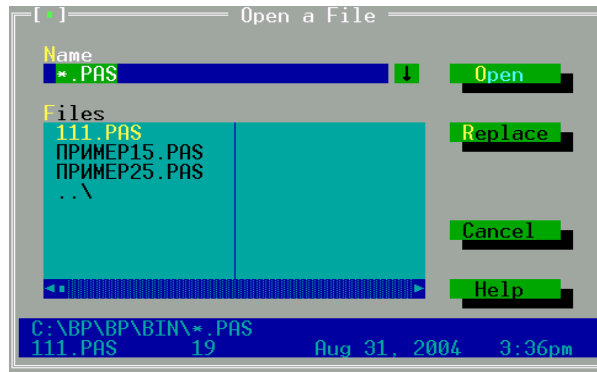 Open a File
Name
*.PAS
Open
Files
111.PAS
Replace
ПРИМЕР15.PAS
ПРИМЕР25.PAS
..\
Cancel
Help
C:\BP\BP\BIN\*.PAS
111.PAS 19 Aug 31, 2004 3:36pm